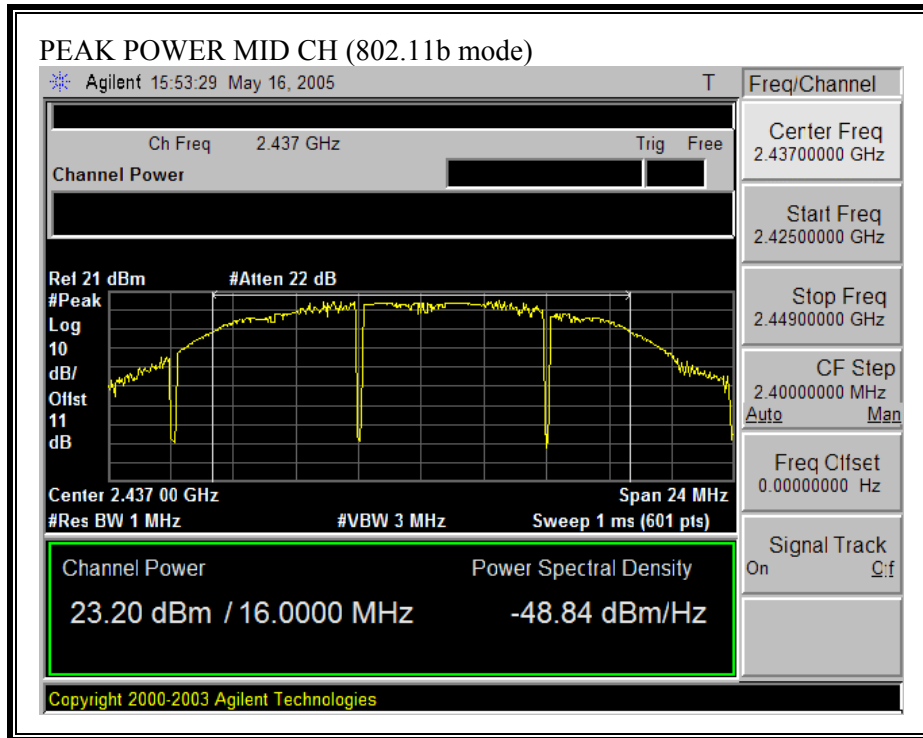 PEAK POWER MID CH (802.11b mode)
Agilent 15:53:29 May 16, 2005 T
Freq/Channel
Ch Freq 2.437 GHz Trig Free
Channel Power
Center Freq
2.43700000 GHz
Start Freq
2.42500000 GHz
Stop Freq
2.44900000 GHz
CF Step
2.40000000 MHz
Auto Man
Freq Offset
0.00000000 Hz
Signal Track
On Off
Ref 21 dBm #Atten 22 dB
#Peak
Log
10
dB/
Offst
11
dB
Center 2.437 00 GHz Span 24 MHz
#Res BW 1 MHz #VBW 3 MHz Sweep 1 ms (601 pts)
Channel Power Power Spectral Density
23.20 dBm / 16.0000 MHz -48.84 dBm/Hz
Copyright 2000-2003 Agilent Technologies